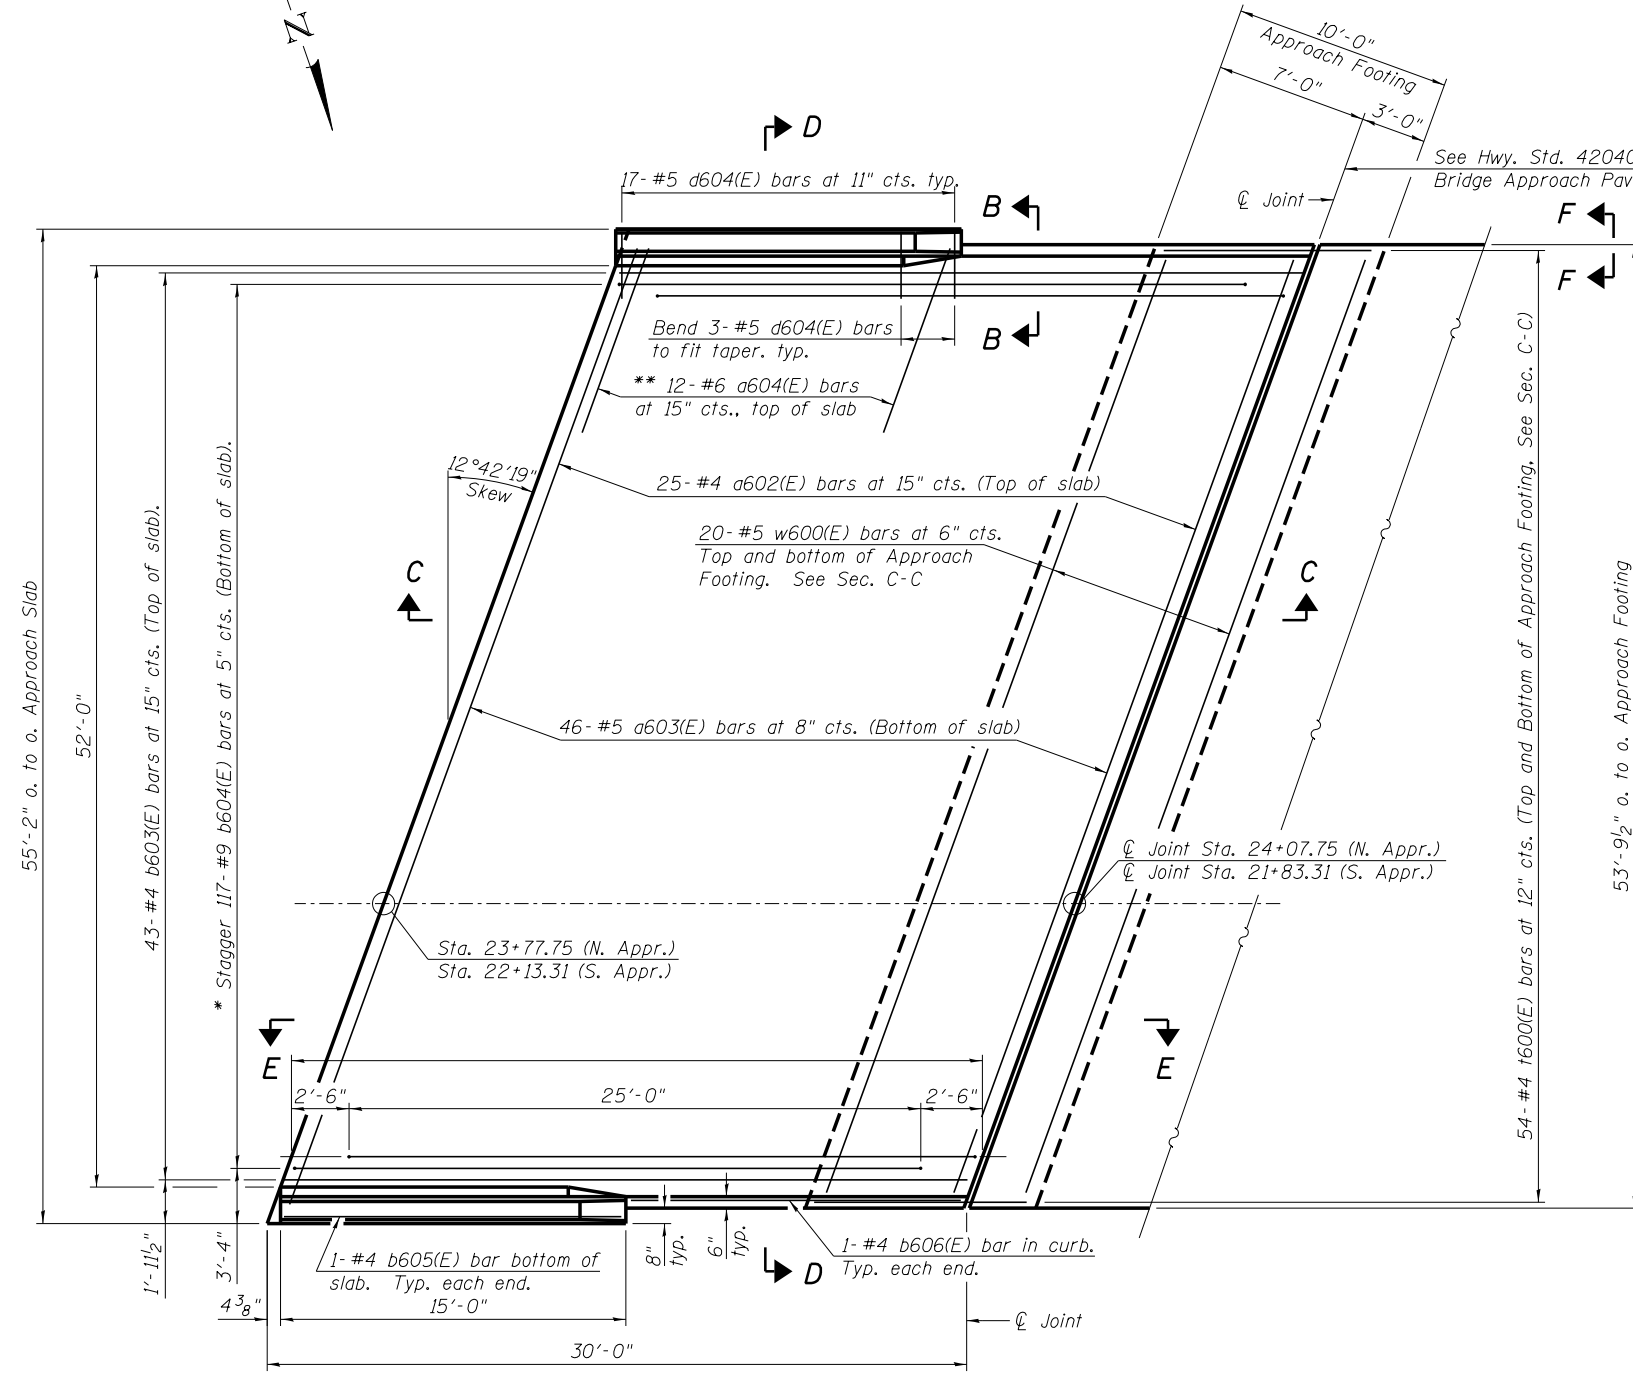 N
10'-0"
Approach Footing
7'-0"
3'-0"
D
17-#5 d604(E) bars at 11" cts. typ.
See Hwy. Std. 42040
Bridge Approach Pav
℄ Joint
B
F
F
B
Bend 3-#5 d604(E) bars
to fit taper. typ.
** 12-#6 a604(E) bars
at 15" cts., top of slab
12°42'19"
Skew
25-#4 a602(E) bars at 15" cts. (Top of slab)
20-#5 w600(E) bars at 6" cts.
Top and bottom of Approach
Footing. See Sec. C-C
C
C
55'-2" o. to o. Approach Slab
52'-0"
43-#4 b603(E) bars at 15" cts. (Top of slab).
* Stagger 117-#9 b604(E) bars at 5" cts. (Bottom of slab).
54-#4 t600(E) bars at 12" cts. (Top and Bottom of Approach Footing, See Sec. C-C)
53'-9½" o. to o. Approach Footing
46-#5 a603(E) bars at 8" cts. (Bottom of slab)
℄ Joint Sta. 24+07.75 (N. Appr.)
℄ Joint Sta. 21+83.31 (S. Appr.)
Sta. 23+77.75 (N. Appr.)
Sta. 22+13.31 (S. Appr.)
E
E
2'-6"
25'-0"
2'-6"
1'-11½"
3'-4"
8"
typ.
6"
typ.
1-#4 b605(E) bar bottom of
slab. Typ. each end.
1-#4 b606(E) bar in curb.
Typ. each end.
D
4⅜"
15'-0"
℄ Joint
30'-0"